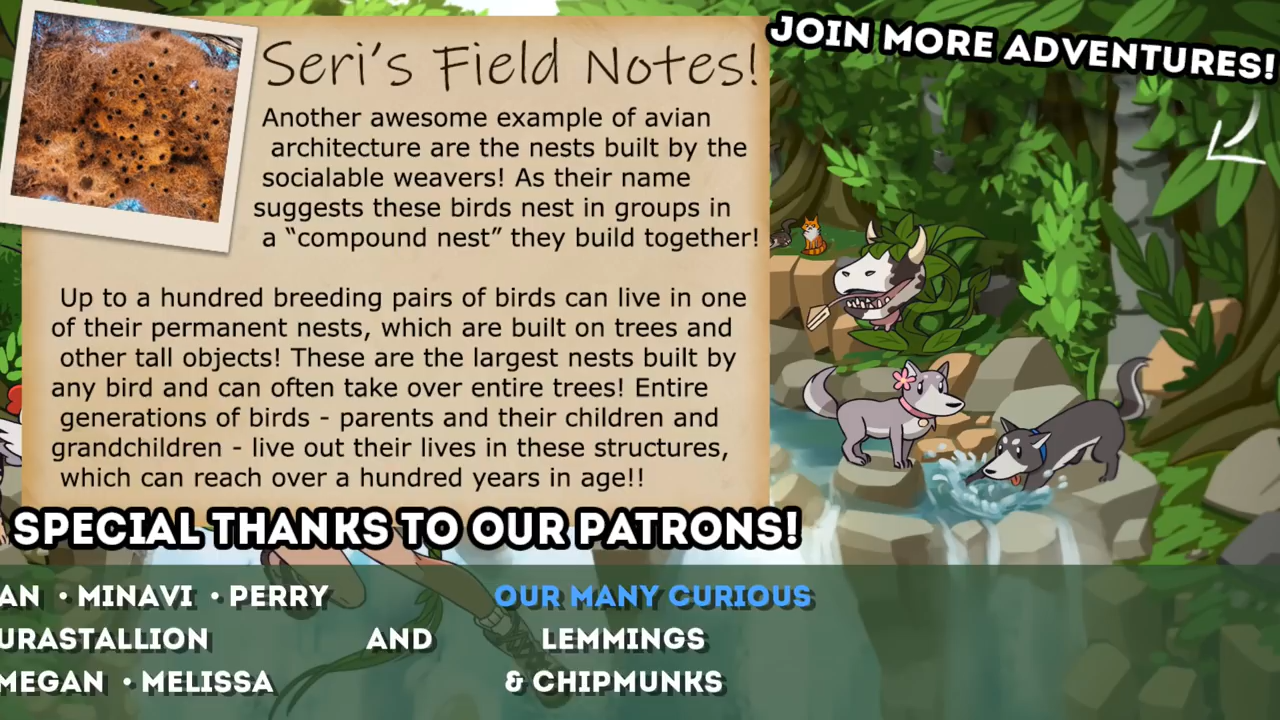 Seri's Field Notes!
Another awesome example of avian
architecture are the nests built by the
socialable weavers! As their name
suggests these birds nest in groups in
a “compound nest” they build together!
Up to a hundred breeding pairs of birds can live in one
of their permanent nests, which are built on trees and
other tall objects! These are the largest nests built by
any bird and can often take over entire trees! Entire
generations of birds - parents and their children and
grandchildren - live out their lives in these structures,
which can reach over a hundred years in age!!
JOIN MORE ADVENTURES!
SPECIAL THANKS TO OUR PATRONS!
AN • MINAVI • PERRY
URASTALLION
MEGAN • MELISSA
AND
OUR MANY CURIOUS
LEMMINGS
& CHIPMUNKS